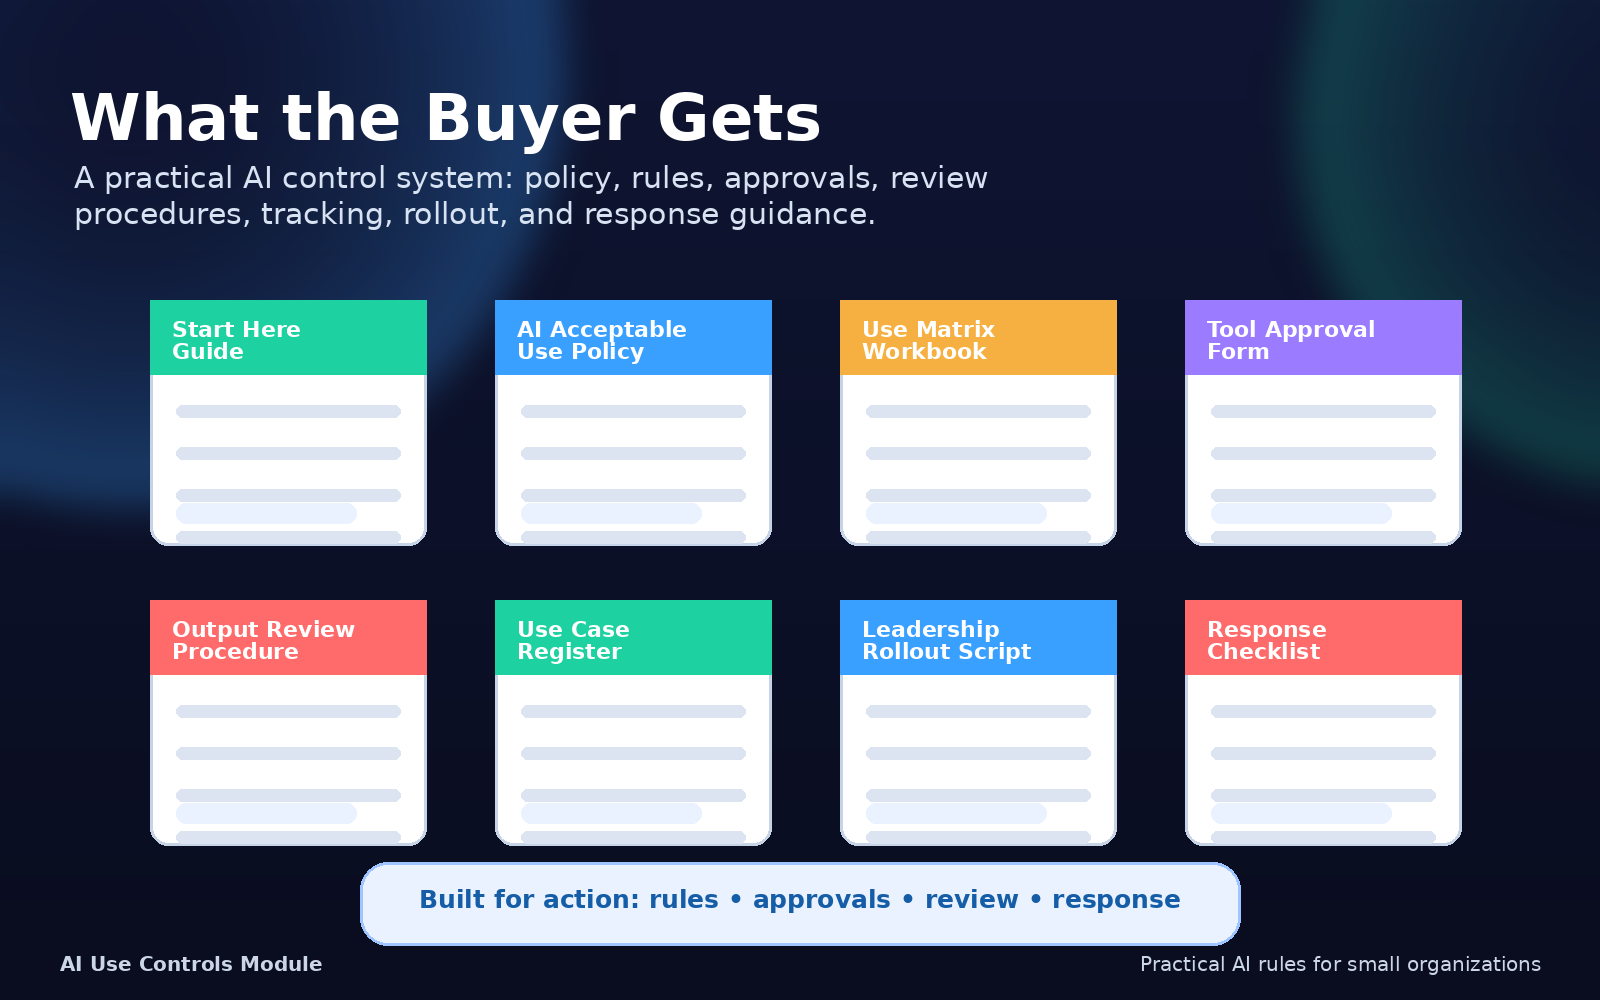 What the Buyer Gets
A practical AI control system: policy, rules, approvals, review
procedures, tracking, rollout, and response guidance.
Start Here
Guide
AI Acceptable
Use Policy
Use Matrix
Workbook
Tool Approval
Form
Output Review
Procedure
Use Case
Register
Leadership
Rollout Script
Response
Checklist
Built for action: rules • approvals • review • response
AI Use Controls Module
Practical AI rules for small organizations